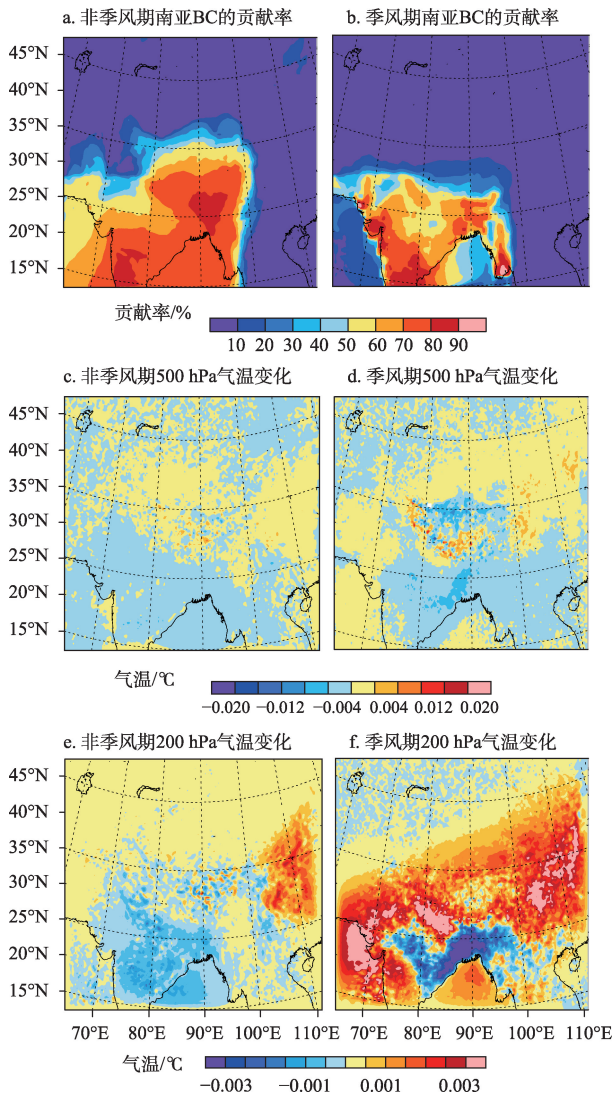 a. 非季风期南亚BC的贡献率
b. 季风期南亚BC的贡献率
45°N
40°N
35°N
30°N
25°N
20°N
15°N
贡献率/%
10 20 30 40 50 60 70 80 90
c. 非季风期500 hPa气温变化
d. 季风期500 hPa气温变化
45°N
40°N
35°N
30°N
25°N
20°N
15°N
气温/℃
−0.020 −0.012 −0.004 0.004 0.012 0.020
e. 非季风期200 hPa气温变化
f. 季风期200 hPa气温变化
45°N
40°N
35°N
30°N
25°N
20°N
15°N
70°E 80°E 90°E 100°E 110°E 70°E 80°E 90°E 100°E 110°E
气温/℃
−0.003 −0.001 0.001 0.003